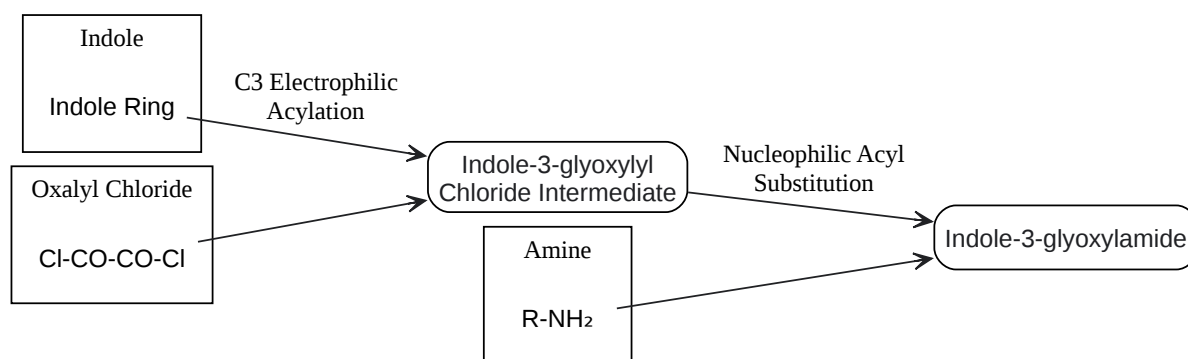 Indole
Indole Ring
C3 Electrophilic
Acylation
Oxalyl Chloride
Cl-CO-CO-Cl
Indole-3-glyoxylyl
Chloride Intermediate
Nucleophilic Acyl
Substitution
Amine
R-NH₂
Indole-3-glyoxylamide